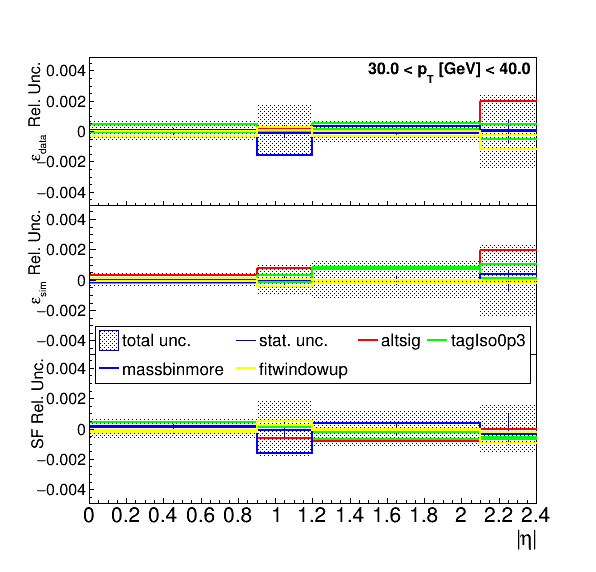 30.0 < p_T [GeV] < 40.0
ε_data Rel. Unc.
0.004
0.002
0
−0.002
−0.004
ε_sim Rel. Unc.
0.004
0.002
0
−0.002
−0.004
total unc. stat. unc. altsig tagIso0p3
massbinmore fitwindowup
SF Rel. Unc.
0.004
0.002
0
−0.002
−0.004
0 0.2 0.4 0.6 0.8 1 1.2 1.4 1.6 1.8 2 2.2 2.4
|η|